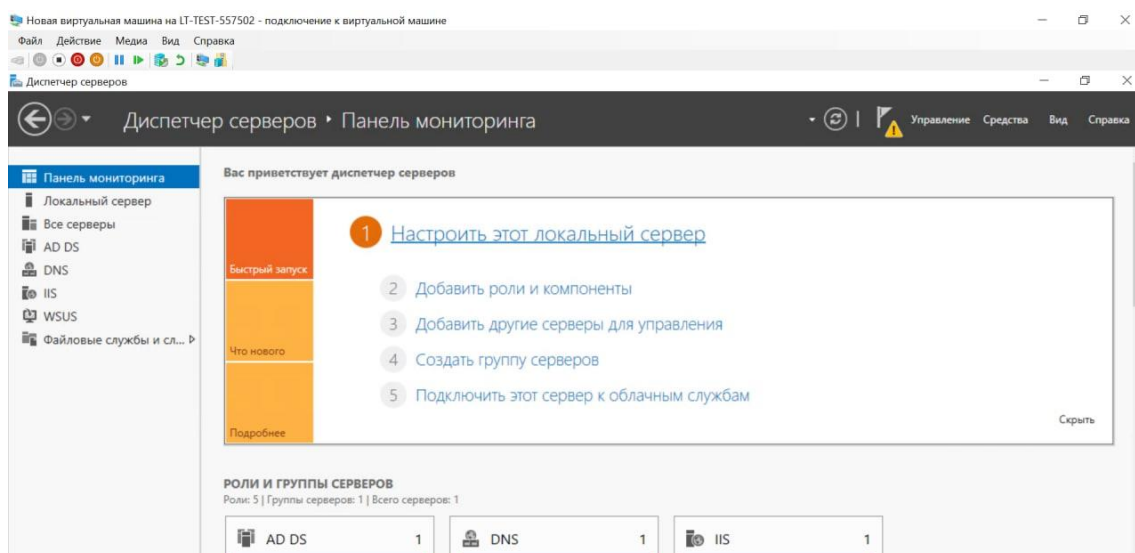 Новая виртуальная машина на LT-TEST-557502 - подключение к виртуальной машине
Файл Действие Медиа Вид Справка
Диспетчер серверов
Диспетчер серверов ‣ Панель мониторинга
Управление Средства Вид Справка
Панель мониторинга
Локальный сервер
Все серверы
AD DS
DNS
IIS
WSUS
Файловые службы и сл...
Вас приветствует диспетчер серверов
Быстрый запуск
Что нового
Подробнее
1 Настроить этот локальный сервер
2 Добавить роли и компоненты
3 Добавить другие серверы для управления
4 Создать группу серверов
5 Подключить этот сервер к облачным службам
Скрыть
РОЛИ И ГРУППЫ СЕРВЕРОВ
Роли: 5 | Группы серверов: 1 | Всего серверов: 1
AD DS 1
DNS 1
IIS 1